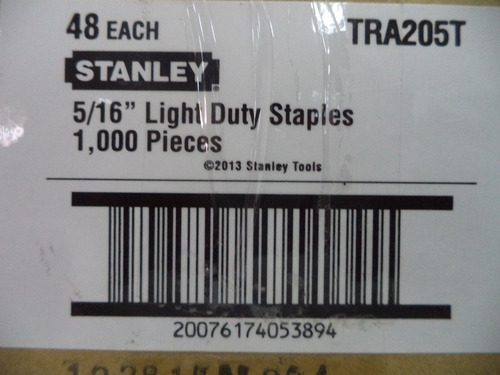 48 EACH
TRA205T
STANLEY
5/16” Light Duty Staples
1,000 Pieces
©2013 Stanley Tools
20076174053894